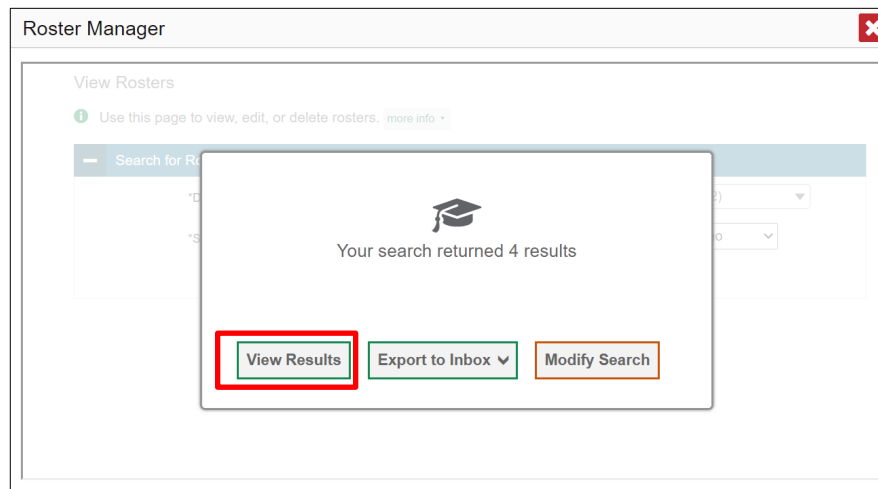 Roster Manager
View Rosters
Use this page to view, edit, or delete rosters. more info
Search for Ro
*D
2)
*S
o
Your search returned 4 results
View Results Export to Inbox Modify Search